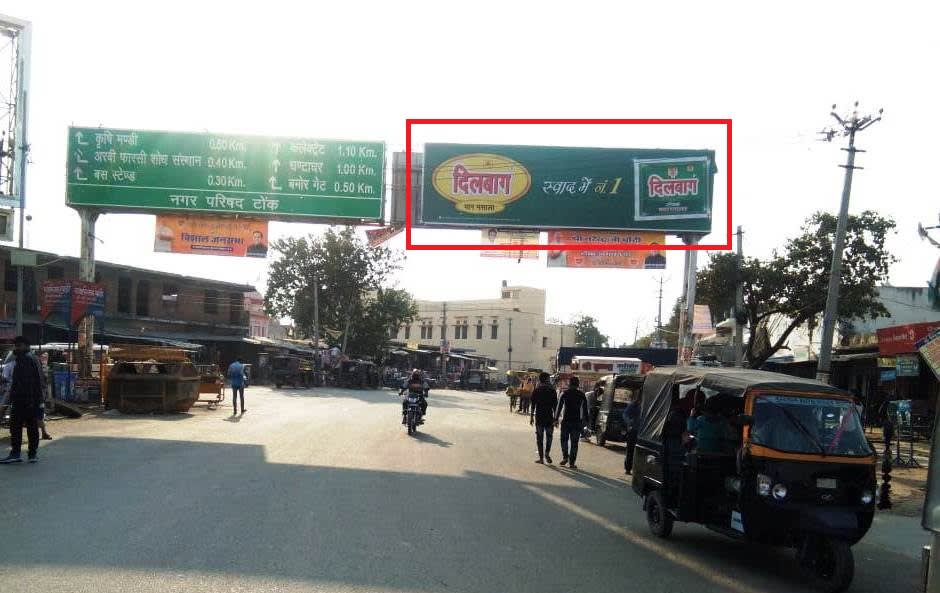 कृषि मण्डी 0.60 Km.
अरबी फारसी शोध संस्थान 0.40 Km.
बस स्टेण्ड 0.30 Km.
कलेक्ट्रेट 1.10 Km.
घण्टाघर 1.00 Km.
बमोर गेट 0.50 Km.
नगर परिषद टोंक
दिलबाग
पान मसाला
स्वाद में नं.1
दिलबाग
विशाल जनसभा